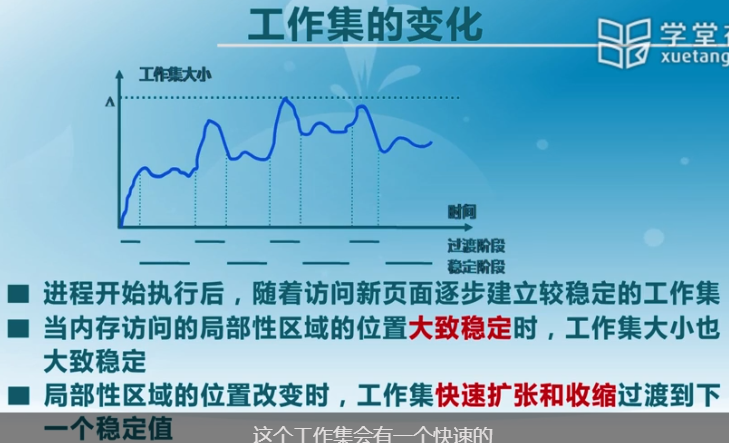 工作集的变化
学堂在
xuetang
工作集大小
Λ
时间
过渡阶段
稳定阶段
■ 进程开始执行后，随着访问新页面逐步建立较稳定的工作集
■ 当内存访问的局部性区域的位置大致稳定时，工作集大小也
大致稳定
■ 局部性区域的位置改变时，工作集快速扩张和收缩过渡到下
一个稳定值
这个工作集会有一个快速的